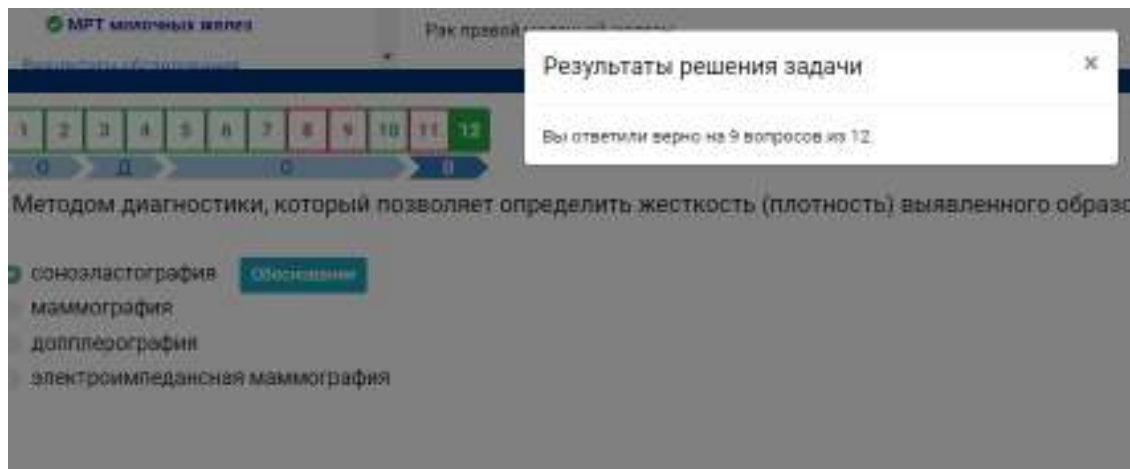 МРТ молочных желез
Рак правой
Результаты обследования
Результаты решения задачи
×
Вы ответили верно на 9 вопросов из 12
1 2 3 4 5 6 7 8 9 10 11 12
О Д О В
Методом диагностики, который позволяет определить жесткость (плотность) выявленного образо
соноэластография
Обоснование
маммография
допплерография
электроимпедансная маммография